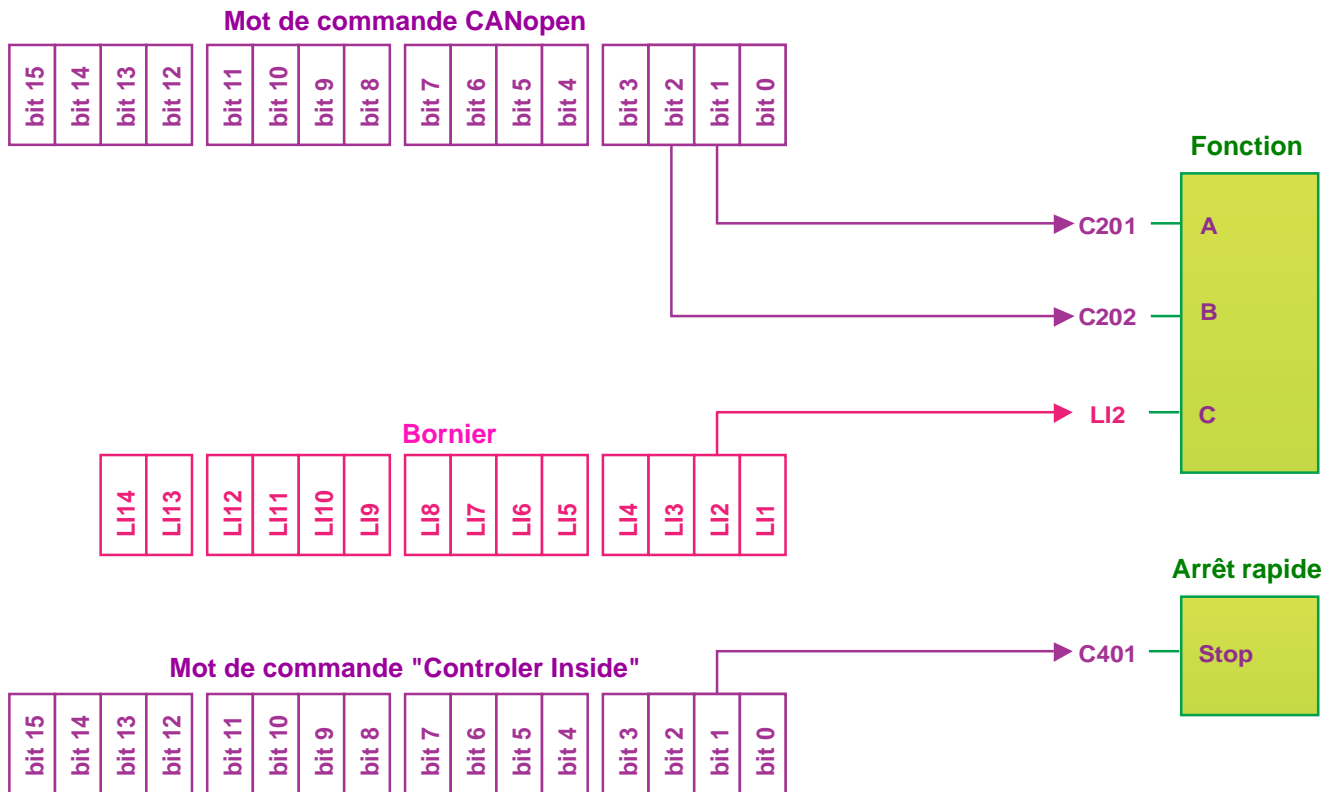 Mot de commande CANopen
bit 15 bit 14 bit 13 bit 12 bit 11 bit 10 bit 9 bit 8 bit 7 bit 6 bit 5 bit 4 bit 3 bit 2 bit 1 bit 0
Fonction
C201 A
C202 B
LI2 C
Bornier
LI14 LI13 LI12 LI11 LI10 LI9 LI8 LI7 LI6 LI5 LI4 LI3 LI2 LI1
Arrêt rapide
C401 Stop
Mot de commande "Controler Inside"
bit 15 bit 14 bit 13 bit 12 bit 11 bit 10 bit 9 bit 8 bit 7 bit 6 bit 5 bit 4 bit 3 bit 2 bit 1 bit 0